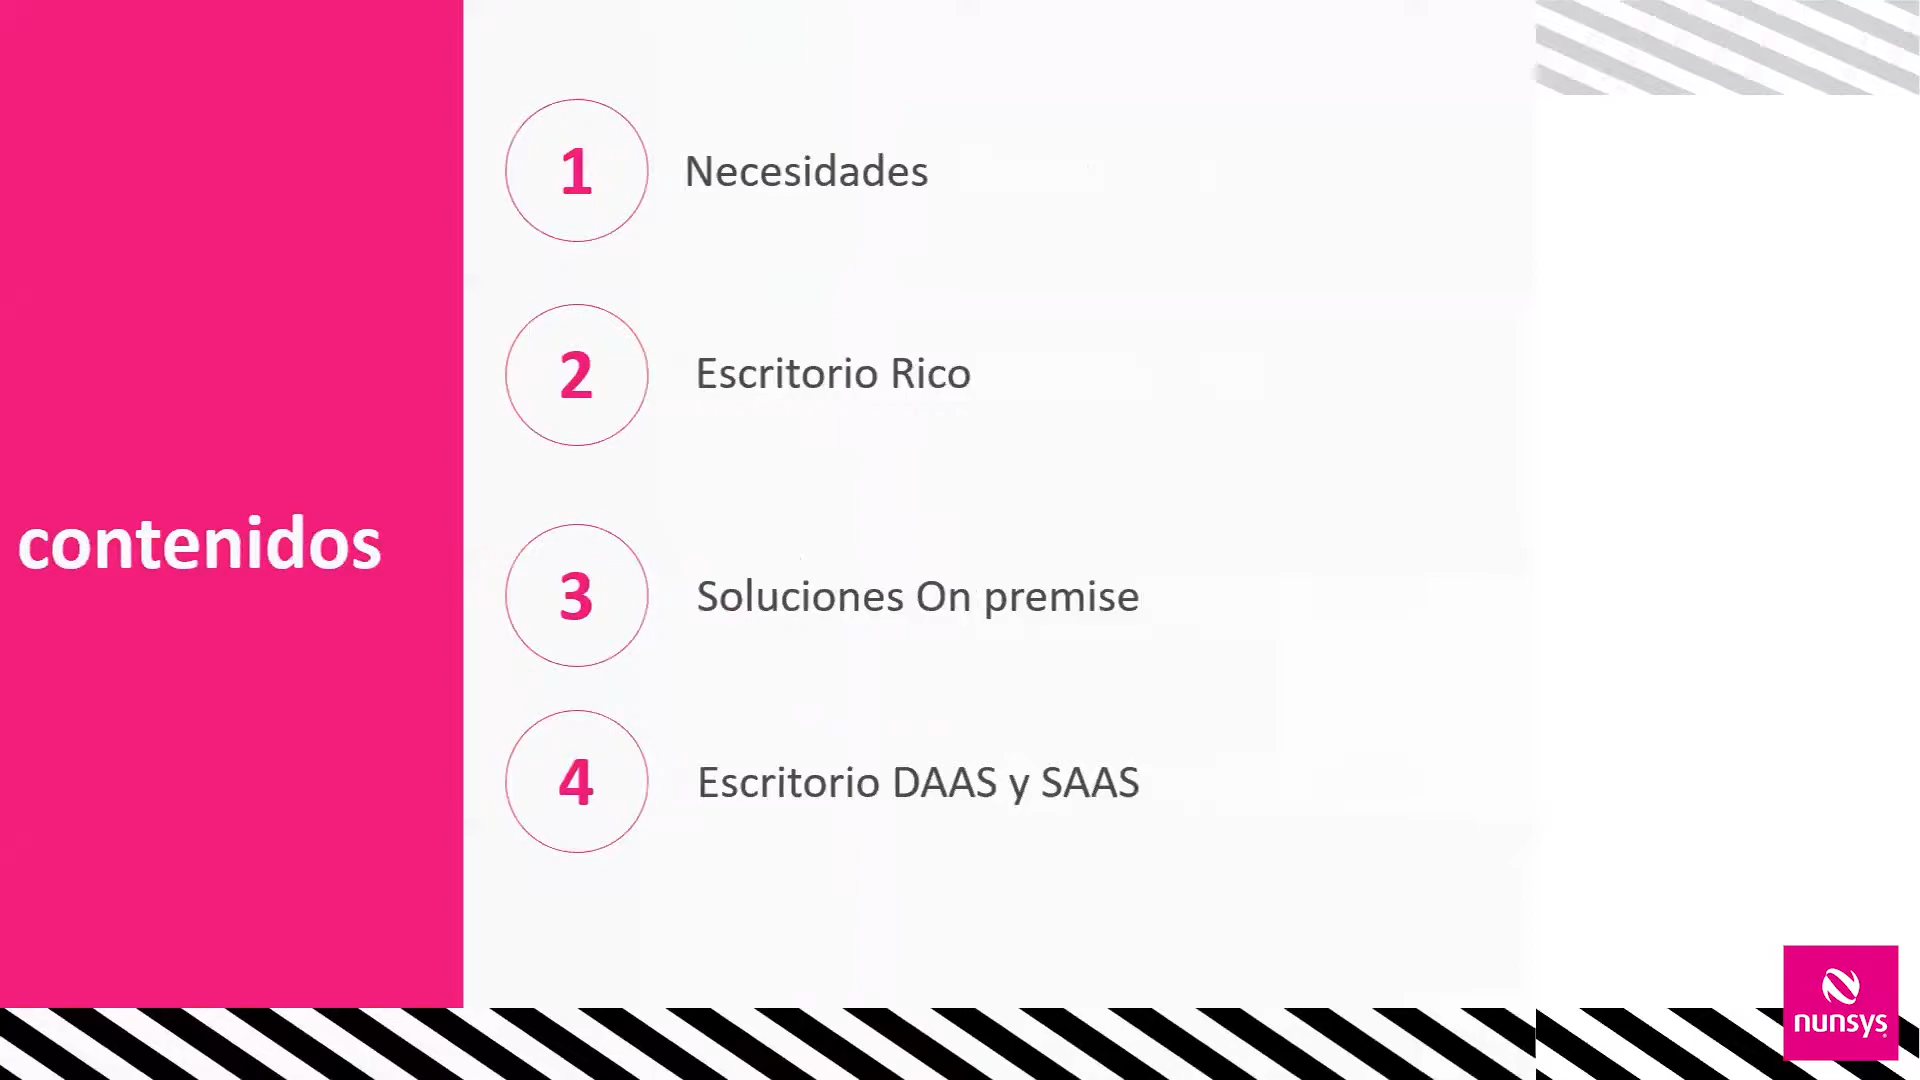 contenidos
1
Necesidades
2
Escritorio Rico
3
Soluciones On premise
4
Escritorio DAAS y SAAS
nunsys